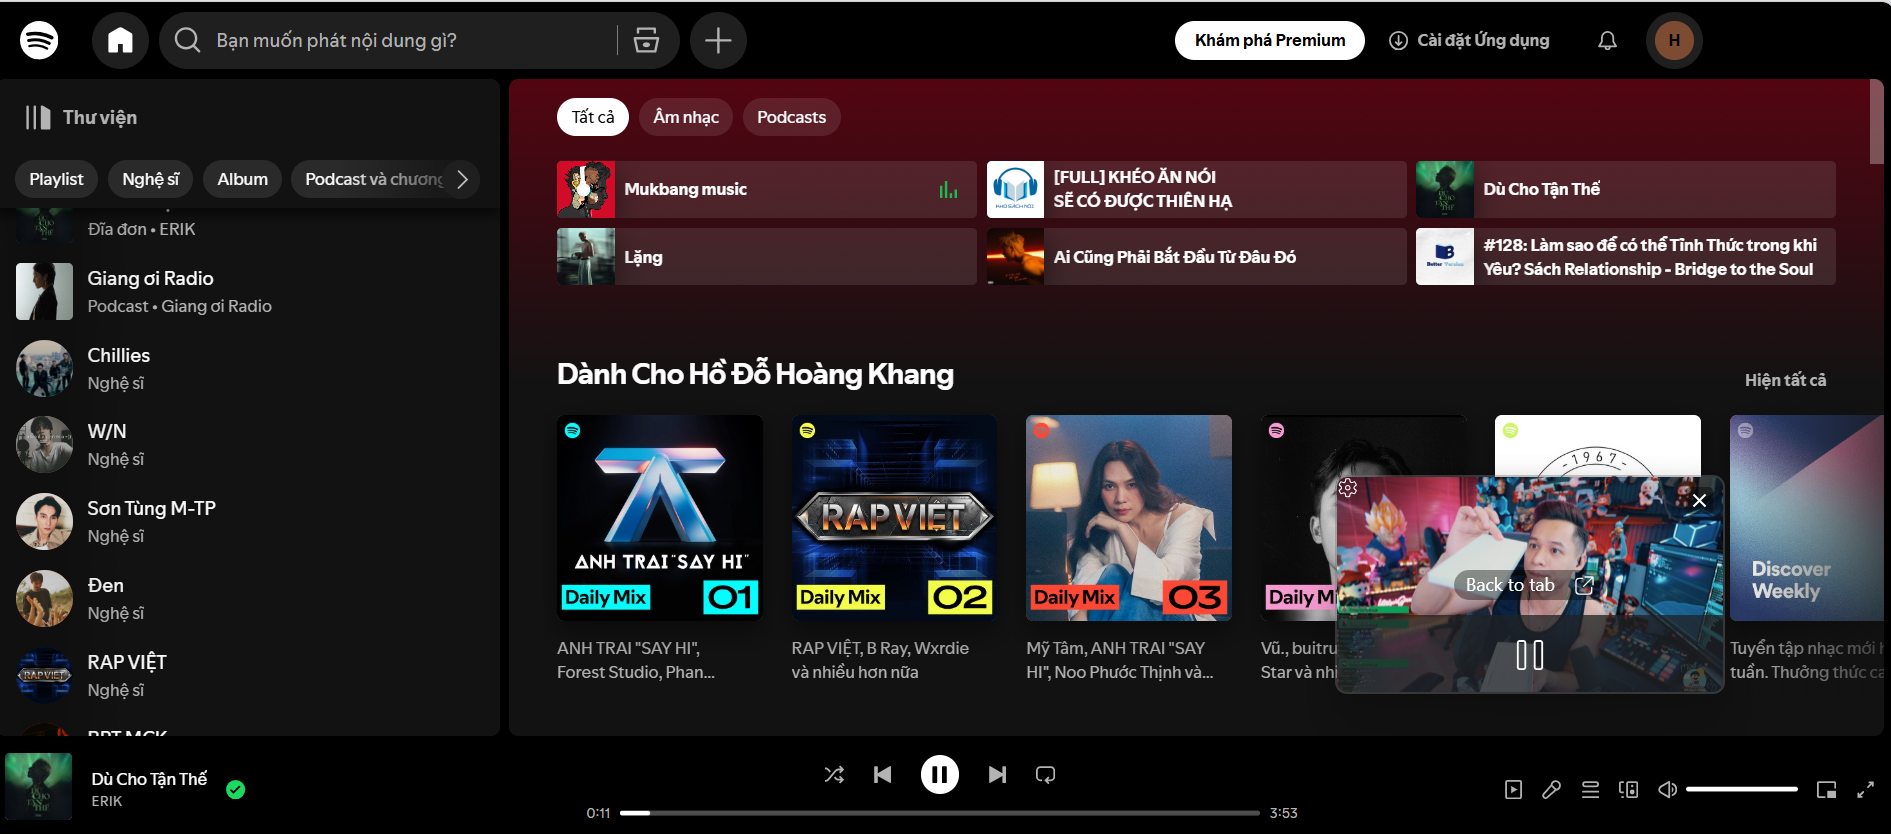 Bạn muốn phát nội dung gì?
Khám phá Premium
Cài đặt Ứng dụng
H
Thư viện
Playlist
Nghệ sĩ
Album
Podcast và chương
Đĩa đơn • ERIK
Giang ơi Radio
Podcast • Giang ơi Radio
Chillies
Nghệ sĩ
W/N
Nghệ sĩ
Sơn Tùng M-TP
Nghệ sĩ
Đen
Nghệ sĩ
RAP VIỆT
Nghệ sĩ
Tất cả
Âm nhạc
Podcasts
Mukbang music
[FULL] KHÉO ĂN NÓI
SẼ CÓ ĐƯỢC THIÊN HẠ
Dù Cho Tận Thế
Lặng
Ai Cũng Phải Bắt Đầu Từ Đâu Đó
#128: Làm sao để có thể Tỉnh Thức trong khi
Yêu? Sách Relationship - Bridge to the Soul
Dành Cho Hồ Đỗ Hoàng Khang
Hiện tất cả
ANH TRAI "SAY HI"
Daily Mix
01
ANH TRAI "SAY HI",
Forest Studio, Phan...
RAP VIỆT
Daily Mix
02
RAP VIỆT, B Ray, Wxrdie
và nhiều hơn nữa
Daily Mix
03
Mỹ Tâm, ANH TRAI "SAY
HI", Noo Phước Thịnh và...
Daily M
Vũ., buitru
Star và nh
1967
Back to tab
Discover
Weekly
Tuyển tập nhạc mới
tuần. Thưởng thức
Dù Cho Tận Thế
ERIK
0:11
3:53